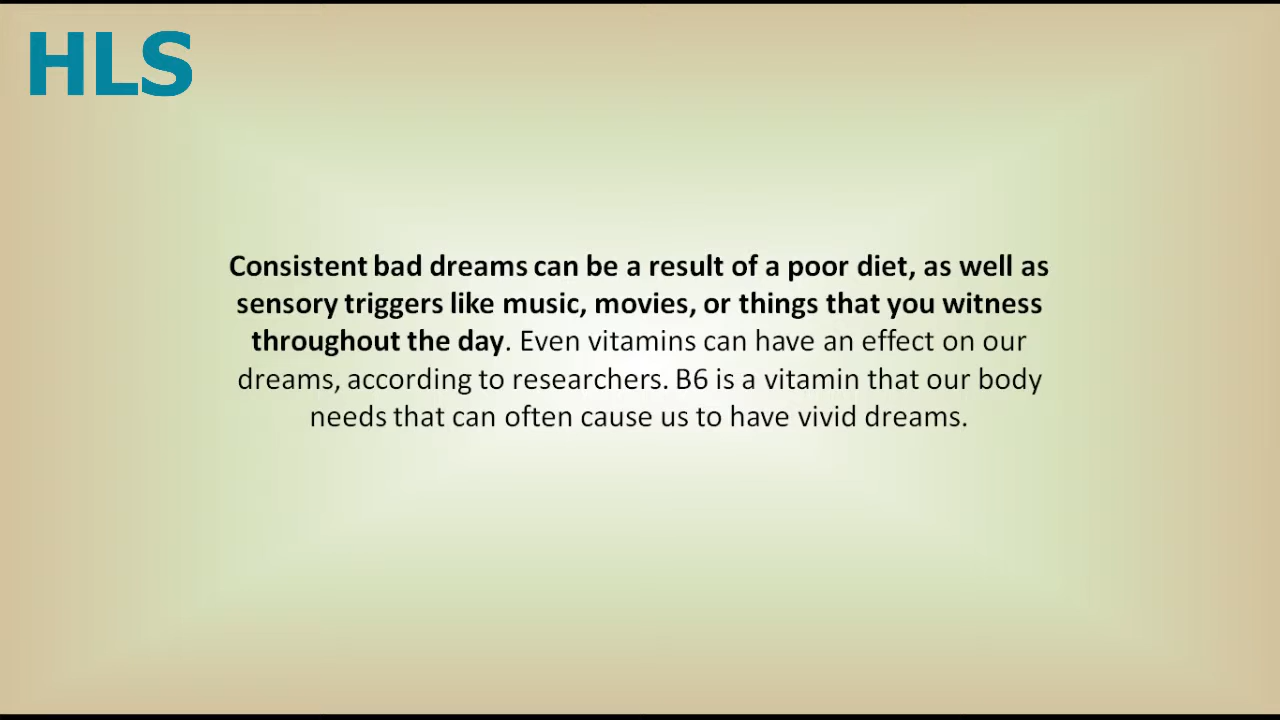 HLS
Consistent bad dreams can be a result of a poor diet, as well as
sensory triggers like music, movies, or things that you witness
throughout the day. Even vitamins can have an effect on our
dreams, according to researchers. B6 is a vitamin that our body
needs that can often cause us to have vivid dreams.